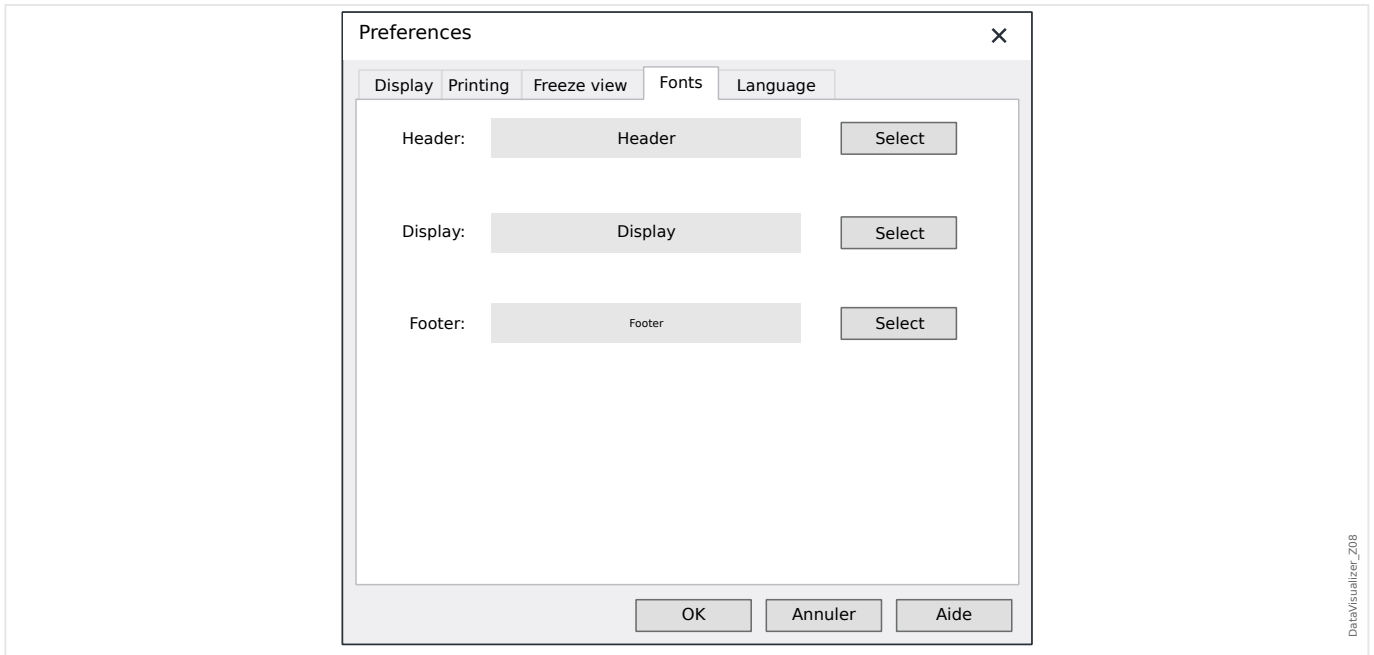 Preferences
Display Printing Freeze view Fonts Language
Header: Header Select
Display: Display Select
Footer: Footer Select
OK Annuler Aide
DataVisualizer_Z08